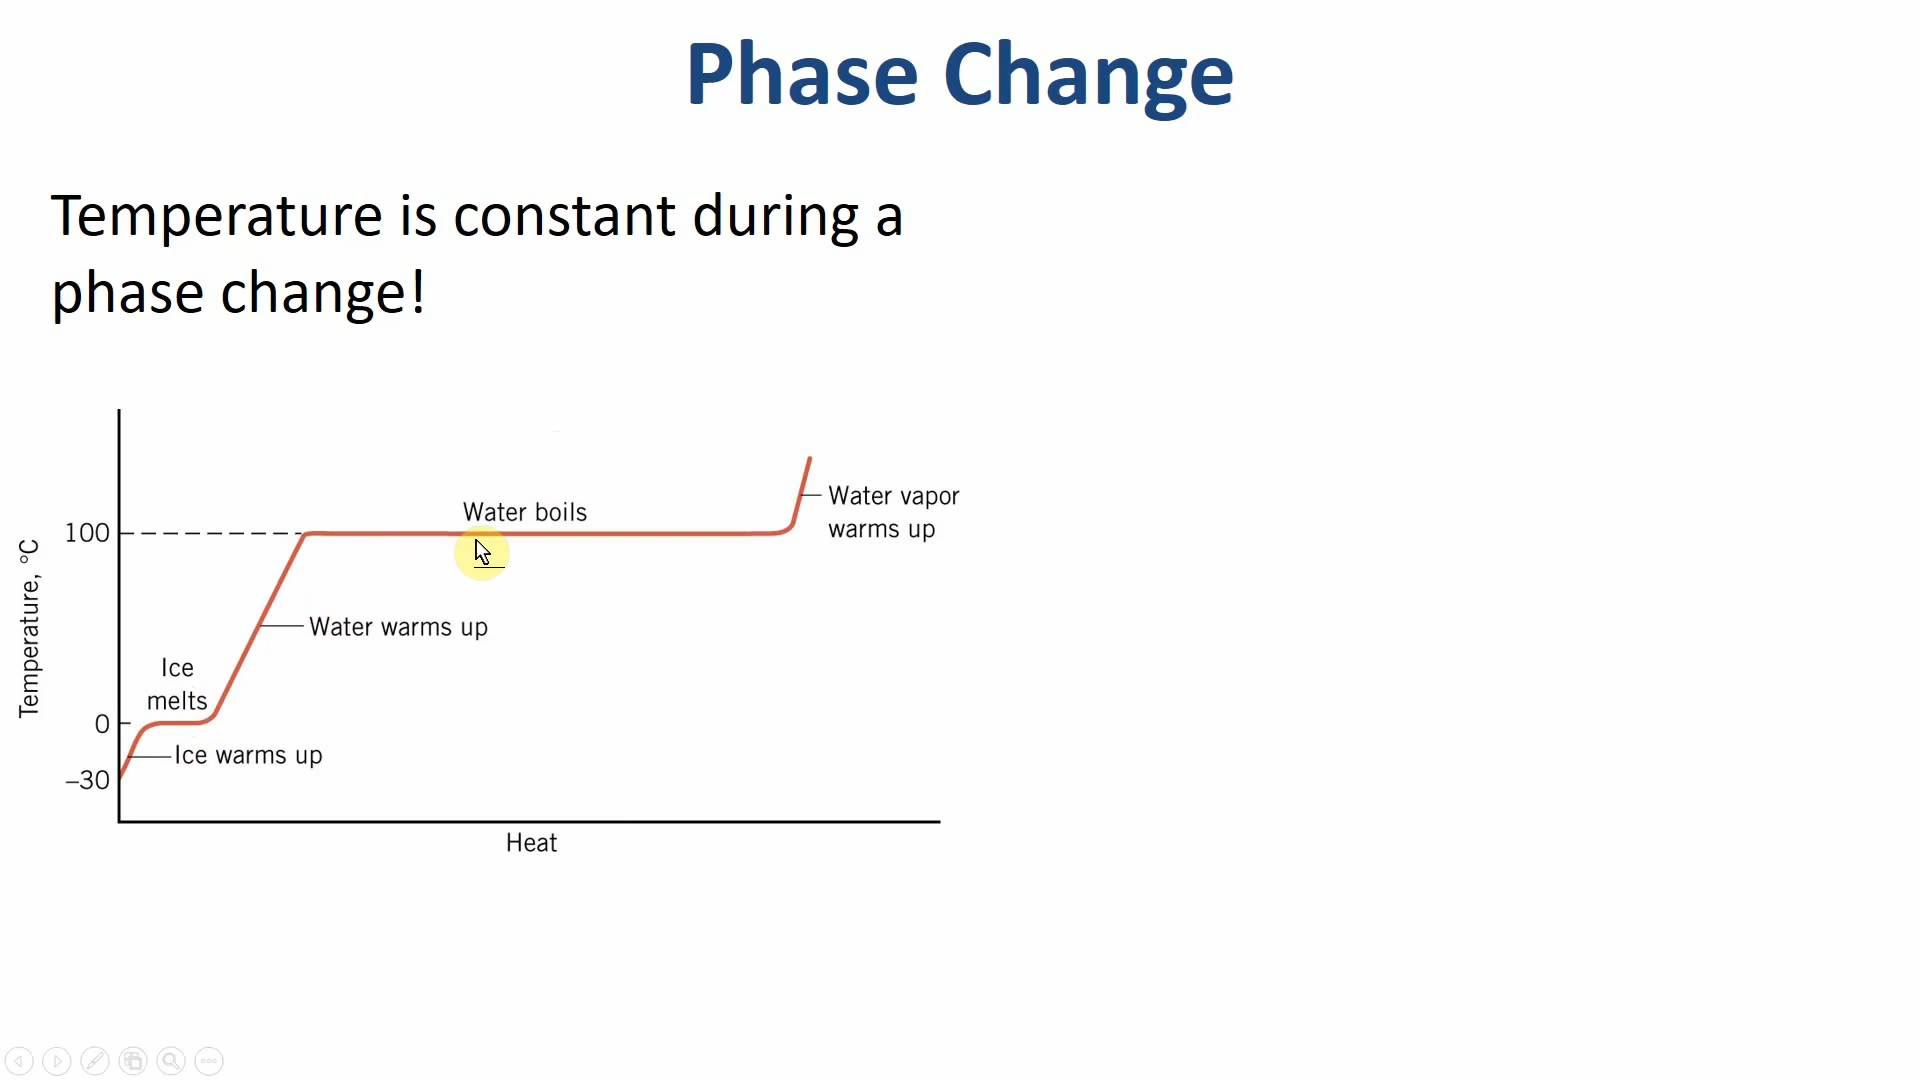 Phase Change
Temperature is constant during a
phase change!
Temperature, °C
100
0
–30
Ice
melts
Ice warms up
Water warms up
Water boils
Water vapor
warms up
Heat